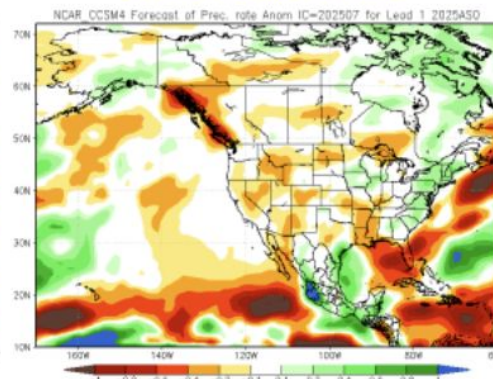 NCAR_CCSM4 Forecast of Prec. rate Anom IC=202507 for Lead 1 2025ASO
70N
60N
50N
40N
30N
20N
10N
160W 140W 120W 100W 80W